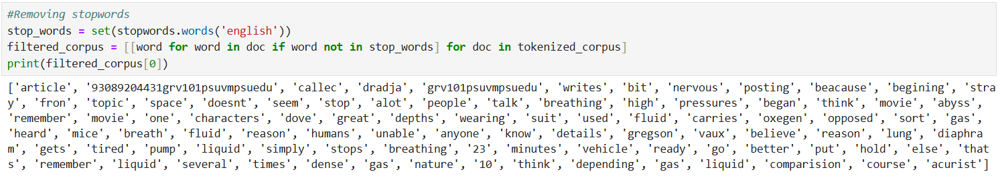 #Removing stopwords
stop_words = set(stopwords.words('english'))
filtered_corpus = [[word for word in doc if word not in stop_words] for doc in tokenized_corpus]
print(filtered_corpus[0])
['article', '93089204431grv101psuvmpsuedu', 'callec', 'dradja', 'grv101psuvmpsuedu', 'writes', 'bit', 'nervous', 'posting', 'beacause', 'begining', 'stra
y', 'fron', 'topic', 'space', 'doesnt', 'seem', 'stop', 'alot', 'people', 'talk', 'breathing', 'high', 'pressures', 'began', 'think', 'movie', 'abyss',
'remember', 'movie', 'one', 'characters', 'dove', 'great', 'depths', 'wearing', 'suit', 'used', 'fluid', 'carries', 'oxegen', 'opposed', 'sort', 'gas',
'heard', 'mice', 'breath', 'fluid', 'reason', 'humans', 'unable', 'anyone', 'know', 'details', 'gregson', 'vaux', 'believe', 'reason', 'lung', 'diaphra
m', 'gets', 'tired', 'pump', 'liquid', 'simply', 'stops', 'breathing', '23', 'minutes', 'vehicle', 'ready', 'go', 'better', 'put', 'hold', 'else', 'that
s', 'remember', 'liquid', 'several', 'times', 'dense', 'gas', 'nature', '10', 'think', 'depending', 'gas', 'liquid', 'comparision', 'course', 'acurist']